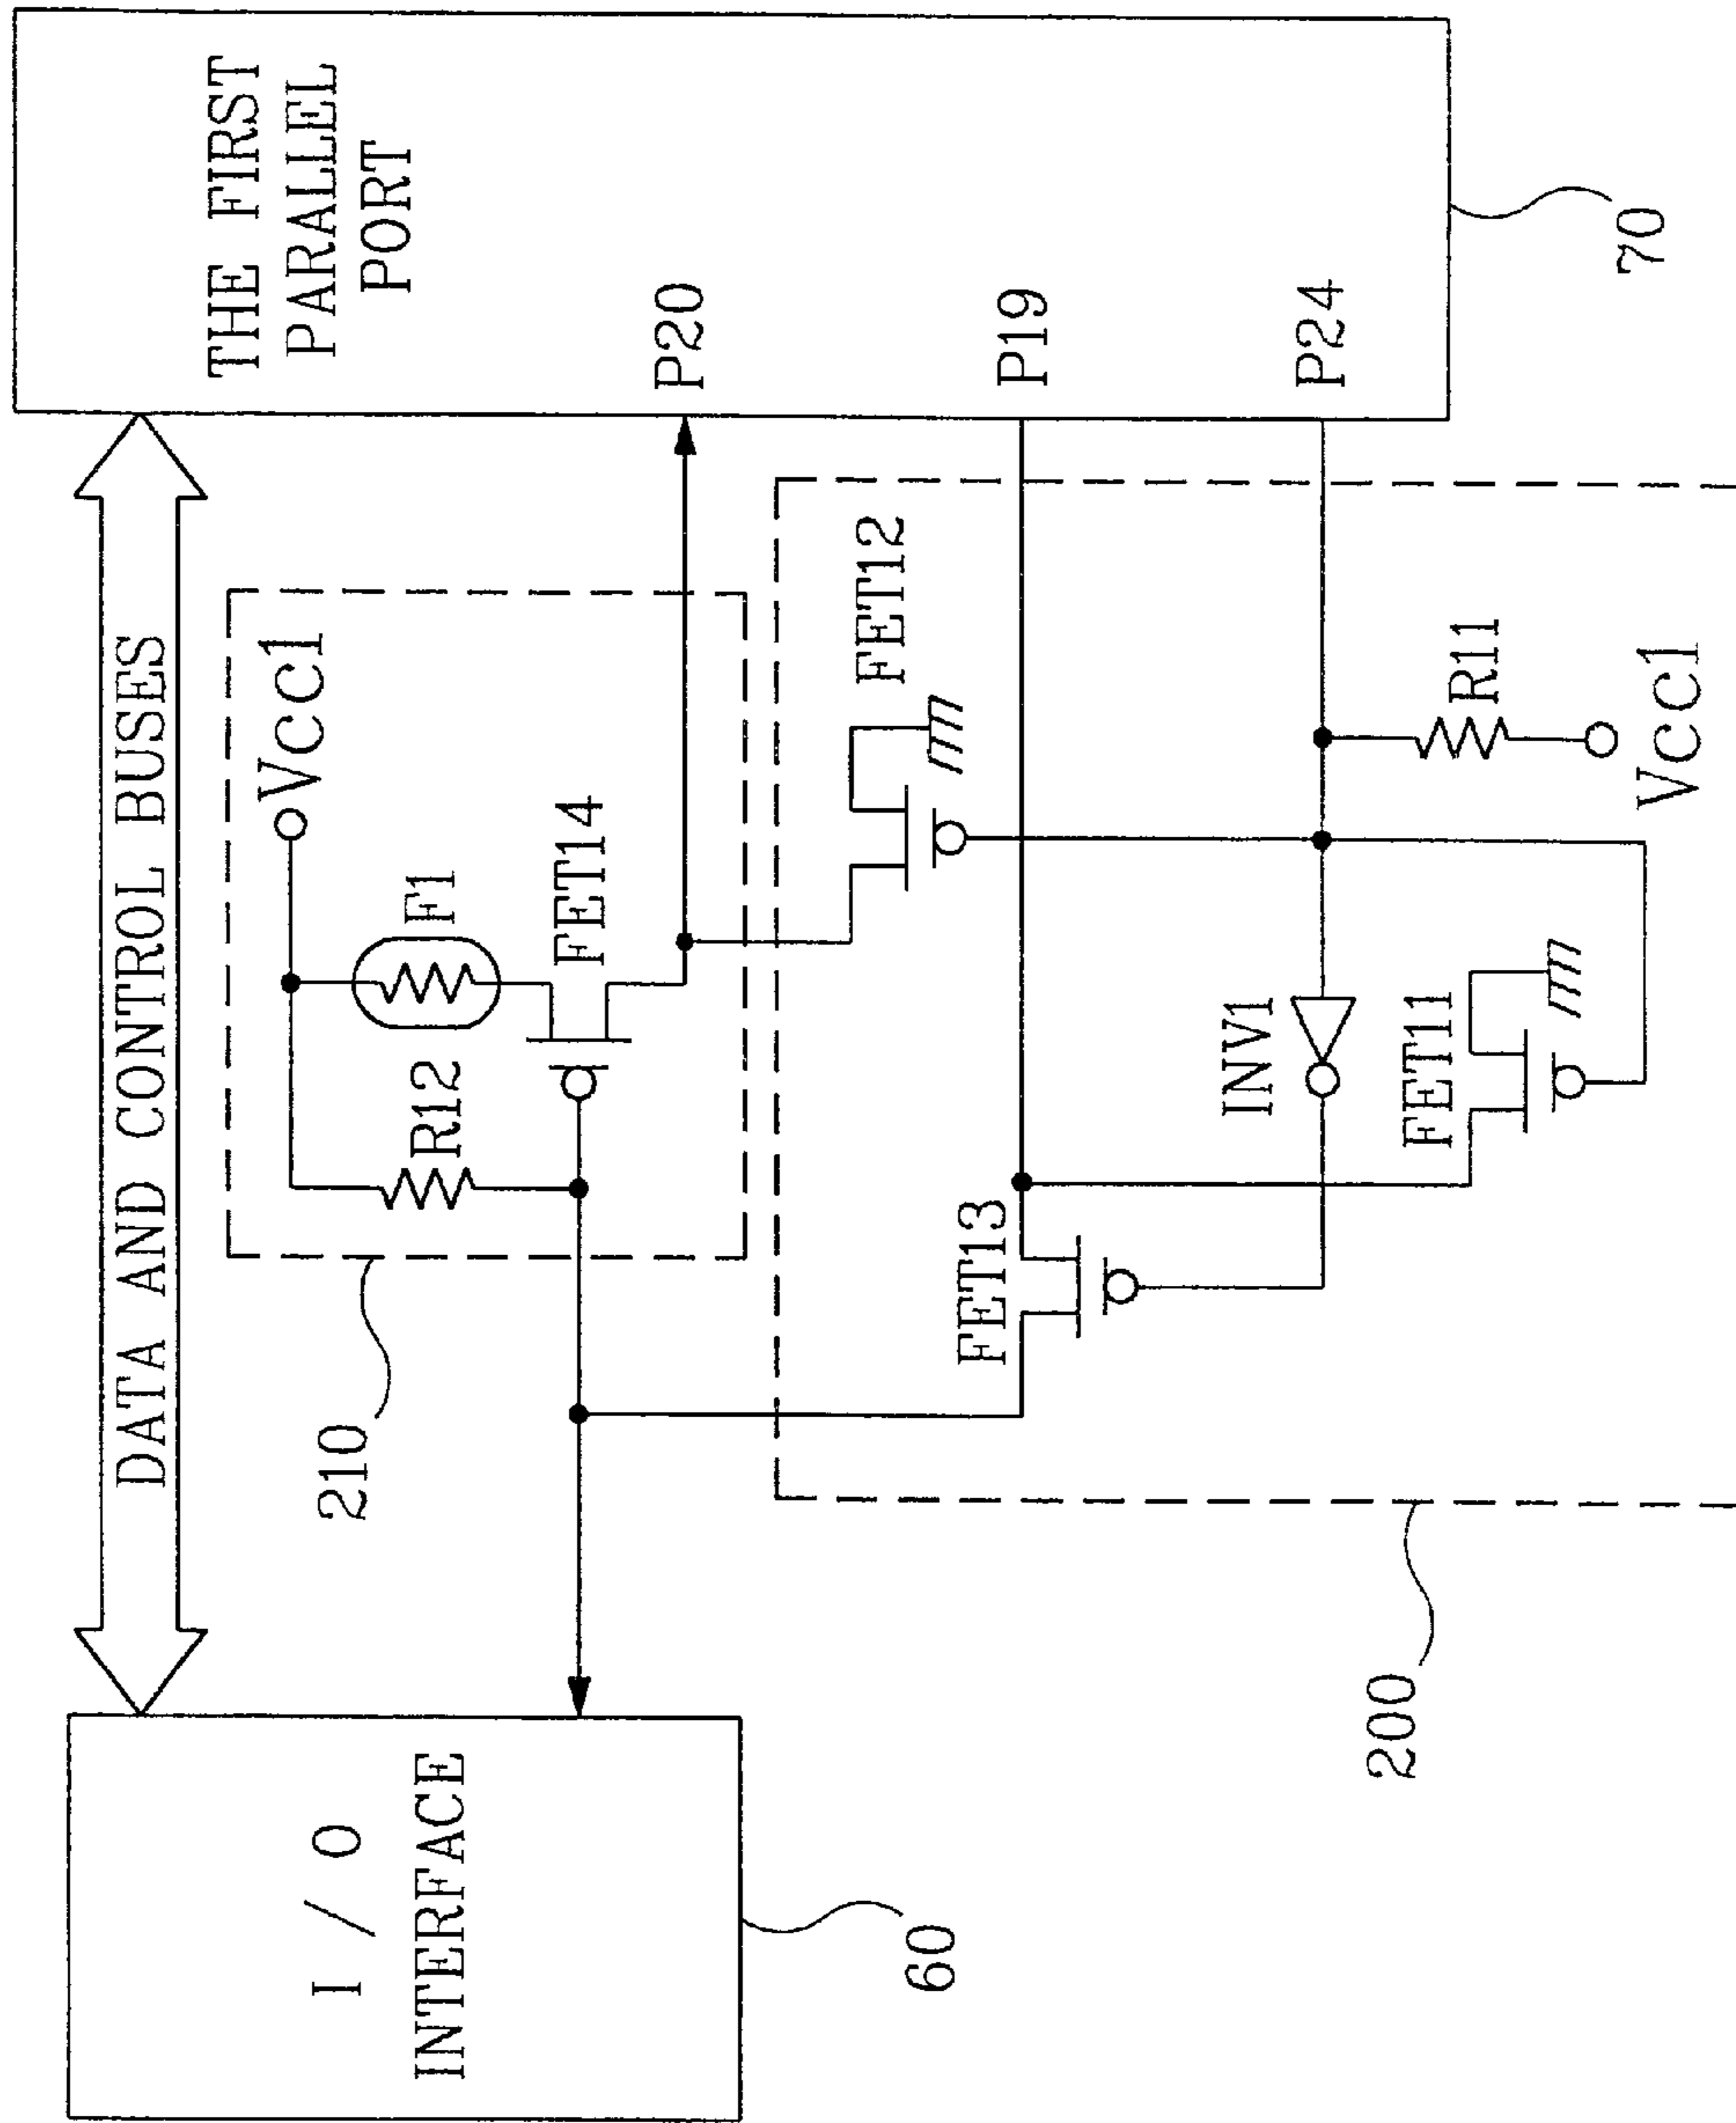 DATA AND CONTROL BUSES
I / O
INTERFACE
60
THE FIRST
PARALLEL
PORT
P20
P19
P24
70
210
Vcc1
R12
F1
FET14
200
FET13
FET12
INV1
FET11
R11
Vcc1